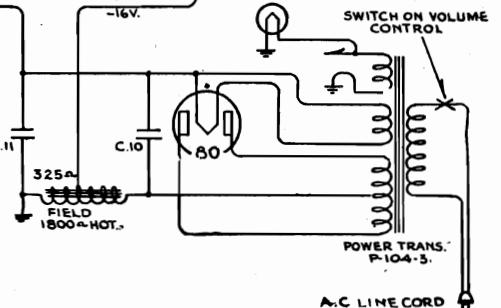 -16V.
SWITCH ON VOLUME
CONTROL
.11
C.10
80
325Ω
FIELD
1800Ω HOT.
POWER TRANS.
P-104-3.
A.C LINE CORD